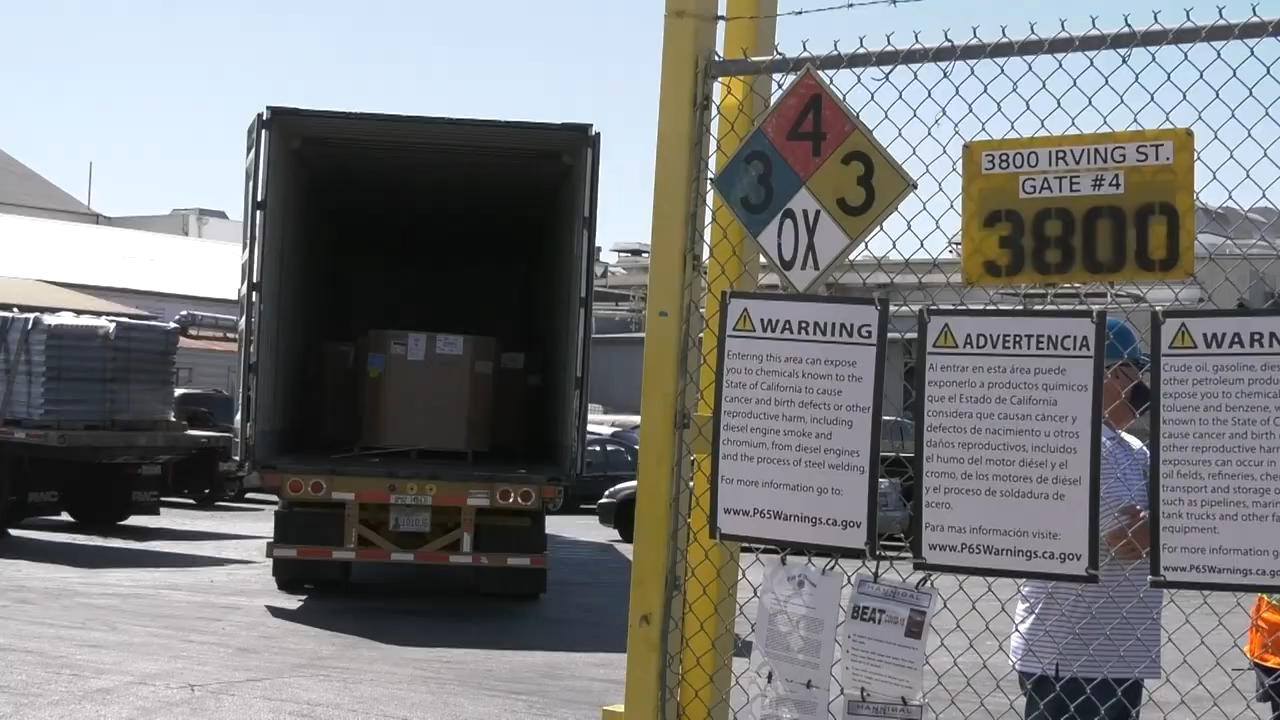 4
3
3
OX
3800 IRVING ST.
GATE #4
3800
WARNING
Entering this area can expose
you to chemicals known to the
State of California to cause
cancer and birth defects or other
reproductive harm, including
diesel engine smoke and
chromium, from diesel engines
and the process of steel welding.
For more information go to:
www.P65Warnings.ca.gov
ADVERTENCIA
Al entrar en esta área puede
exponerlo a productos químicos
que el Estado de California
considera que causan cáncer y
defectos de nacimiento u otros
daños reproductivos, incluidos
el humo del motor diésel y el
cromo, de los motores de diésel
y el proceso de soldadura de
acero.
Para mas información visite:
www.P65Warnings.ca.gov
WARN
Crude oil, gasoline, dies
other petroleum produ
expose you to chemica
toluene and benzene,
known to the State of C
cause cancer and birth
other reproductive harm
exposures can occur in
oil fields, refineries, che
transport and storage o
such as pipelines, marin
tank trucks and other f
equipment.
For more information g
www.P65Warnings.ca.go
HANNIBAL
BEAT
HANNIBAL